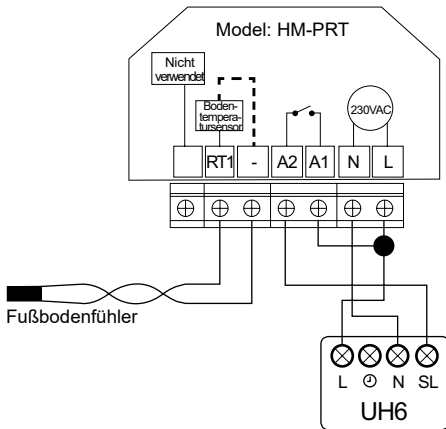 Model: HM-PRT
Nicht
verwendet
Boden-
tempera-
tursensor
230VAC
RT1 - A2 A1 N L
Fußbodenfühler
L N SL
UH6